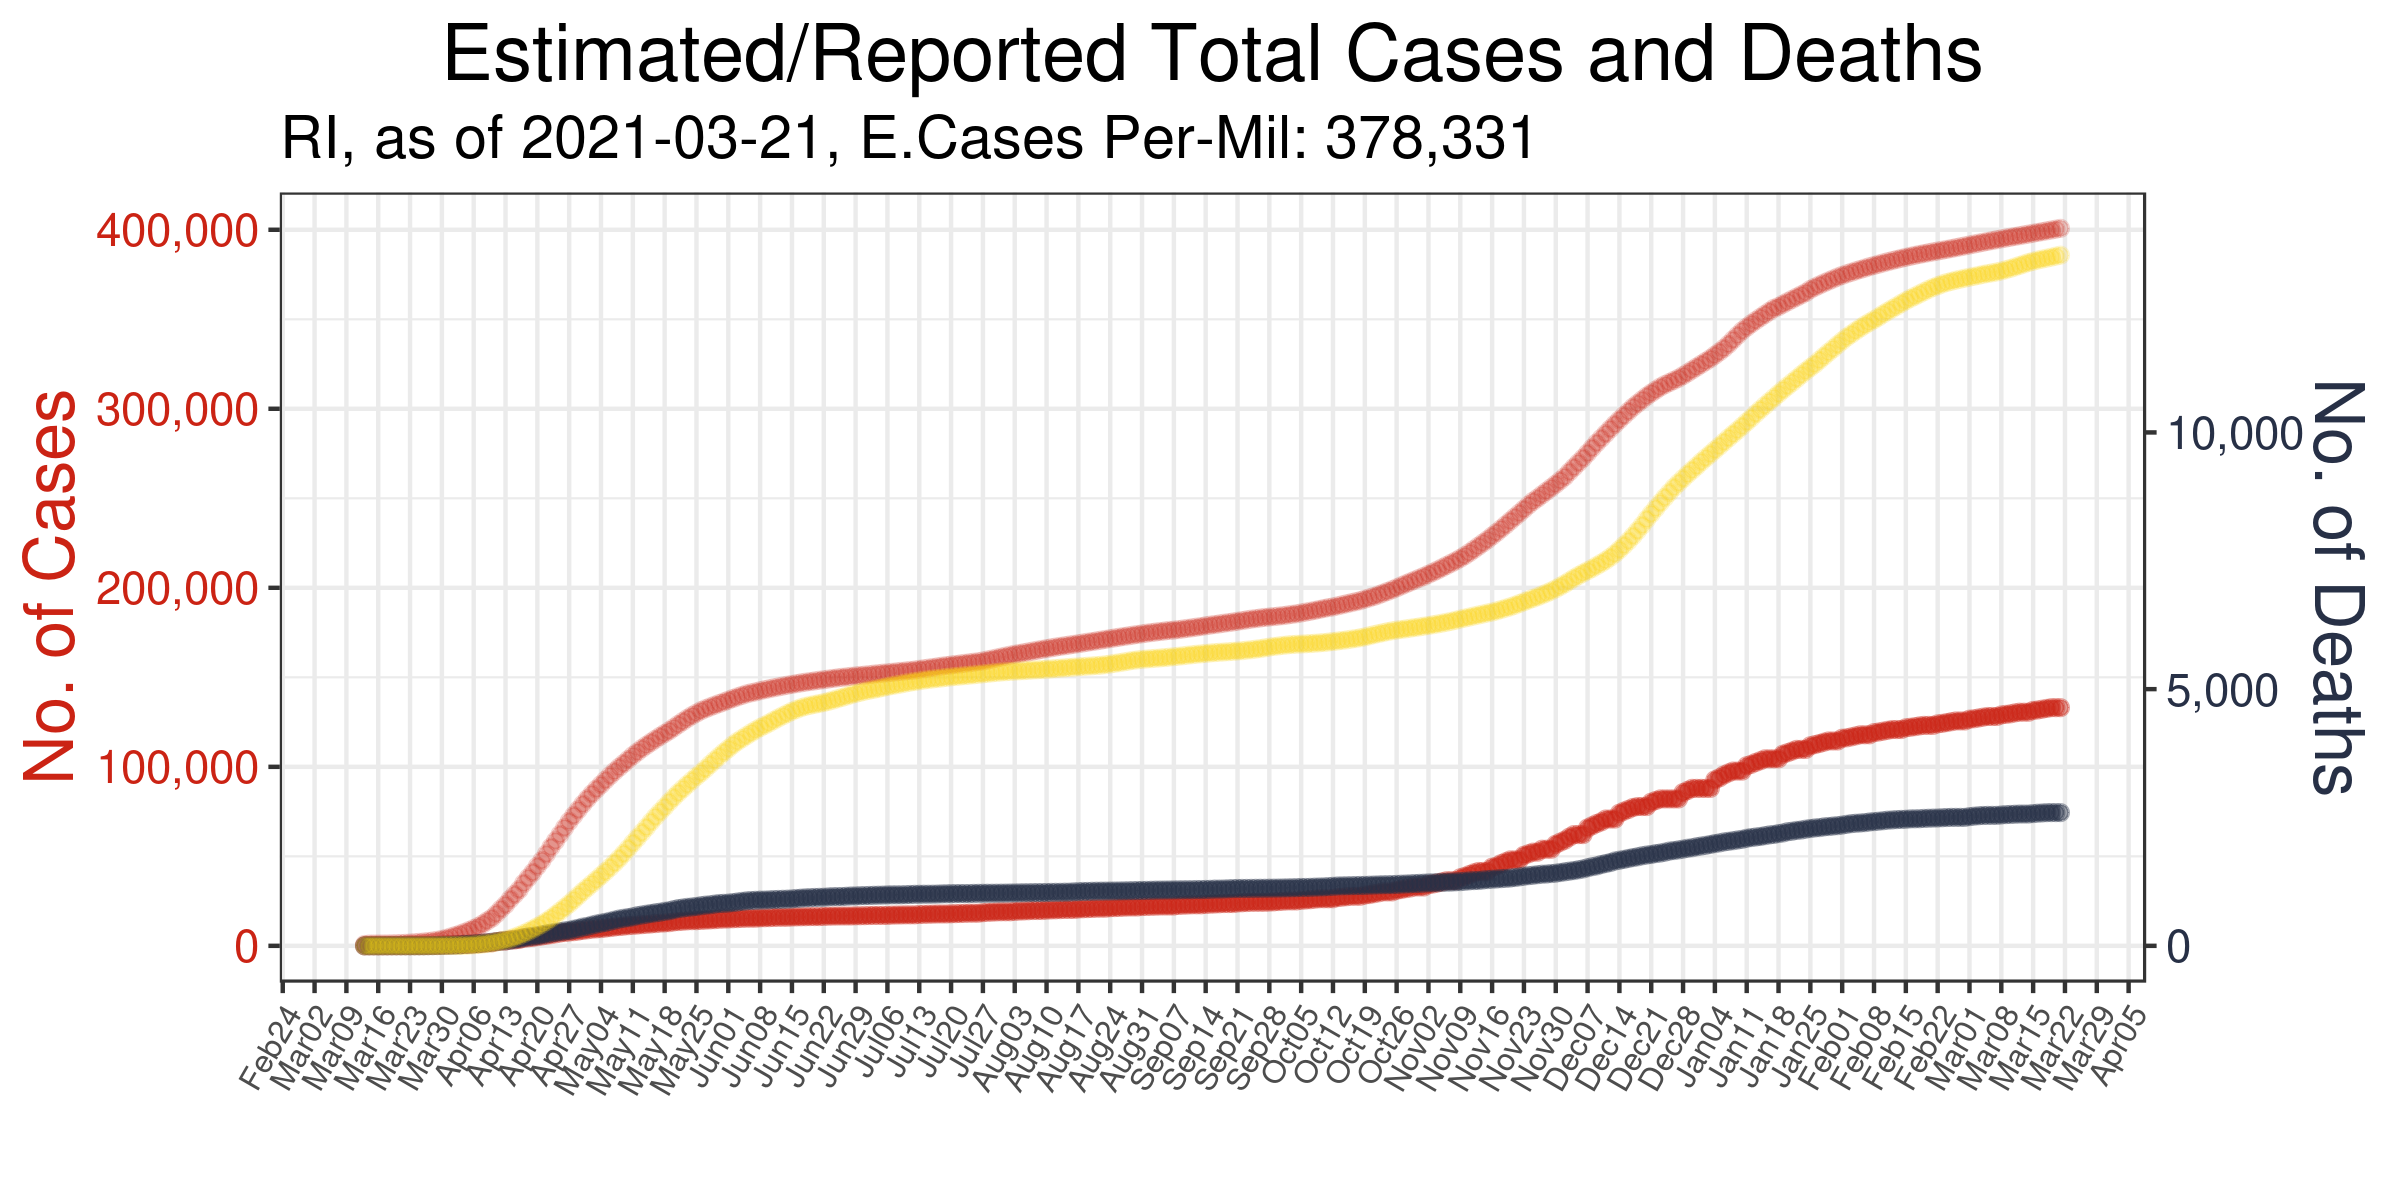 Estimated/Reported Total Cases and Deaths
RI, as of 2021-03-21, E.Cases Per-Mil: 378,331
No. of Cases
400,000
300,000
200,000
100,000
0
10,000
5,000
0
No. of Deaths
Feb24
Mar02
Mar09
Mar16
Mar23
Mar30
Apr06
Apr13
Apr20
Apr27
May04
May11
May18
May25
Jun01
Jun08
Jun15
Jun22
Jun29
Jul06
Jul13
Jul20
Jul27
Aug03
Aug10
Aug17
Aug24
Aug31
Sep07
Sep14
Sep21
Sep28
Oct05
Oct12
Oct19
Oct26
Nov02
Nov09
Nov16
Nov23
Nov30
Dec07
Dec14
Dec21
Dec28
Jan04
Jan11
Jan18
Jan25
Feb01
Feb08
Feb15
Feb22
Mar01
Mar08
Mar15
Mar22
Mar29
Apr05